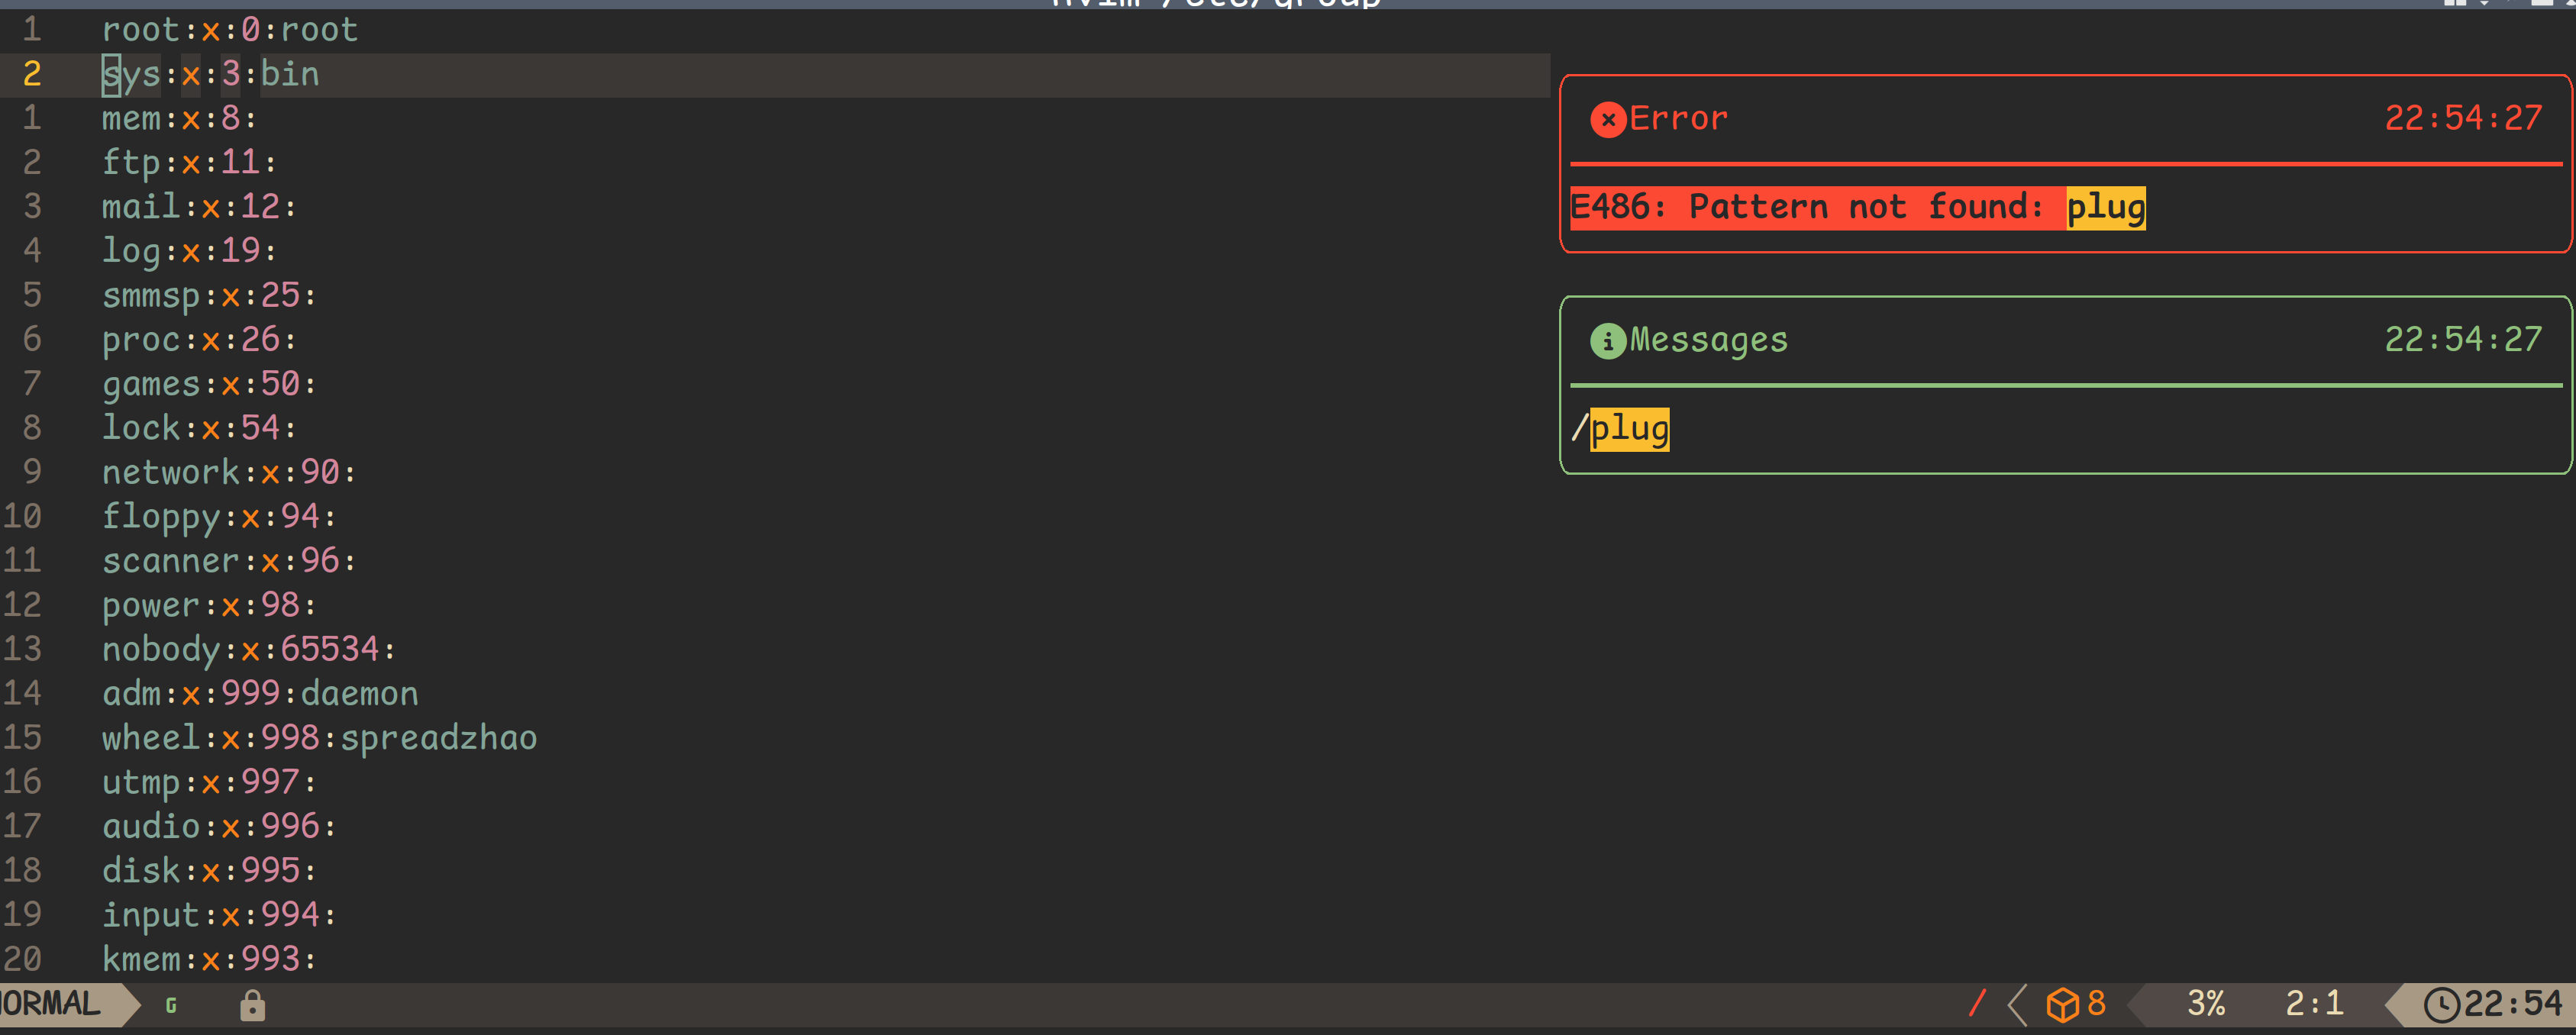 nvim /etc/group
1 root:x:0:root
2 sys:x:3:bin
1 mem:x:8:
2 ftp:x:11:
3 mail:x:12:
4 log:x:19:
5 smmsp:x:25:
6 proc:x:26:
7 games:x:50:
8 lock:x:54:
9 network:x:90:
10 floppy:x:94:
11 scanner:x:96:
12 power:x:98:
13 nobody:x:65534:
14 adm:x:999:daemon
15 wheel:x:998:spreadzhao
16 utmp:x:997:
17 audio:x:996:
18 disk:x:995:
19 input:x:994:
20 kmem:x:993:
Error 22:54:27
E486: Pattern not found: plug
Messages 22:54:27
/plug
NORMAL G / 8 3% 2:1 22:54